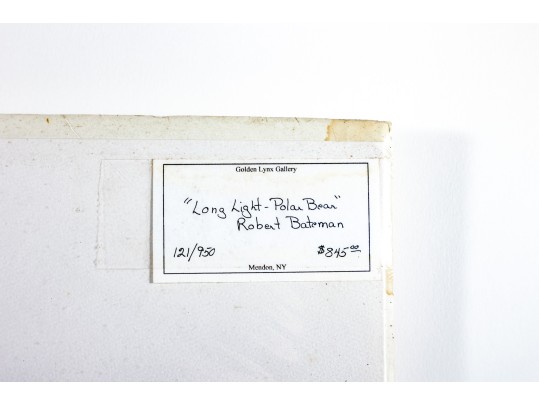 Golden Lynx Gallery
"Long Light - Polar Bear"
Robert Bateman
121/950 $845.00
Mendon, NY